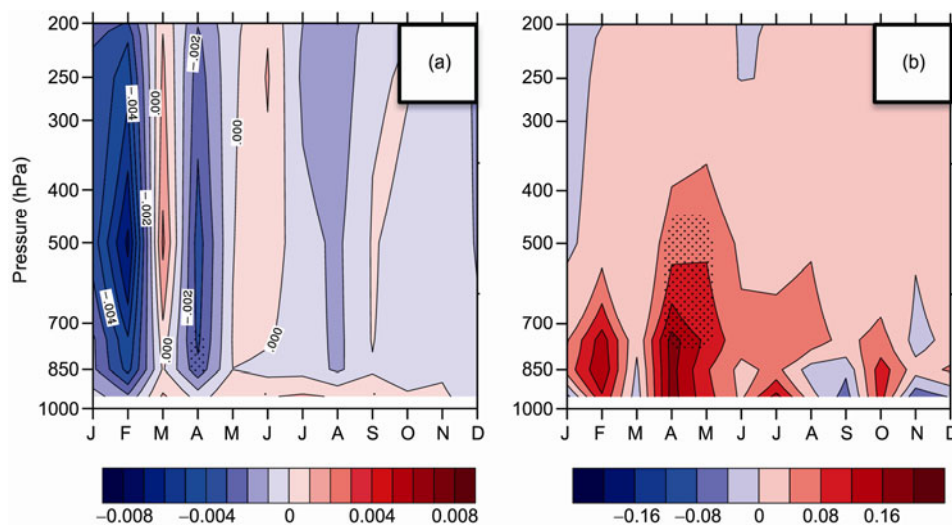 J F M A M J J A S O N D
200
250
300
400
500
700
850
1000
Pressure (hPa)
(a)
−.004
.000
−.002
.000
−.002
−.004
−.002
.000
.000
J F M A M J J A S O N D
−0.008 −0.004 0 0.004 0.008
J F M A M J J A S O N D
200
250
300
400
500
700
850
1000
(b)
J F M A M J J A S O N D
−0.16 −0.08 0 0.08 0.16